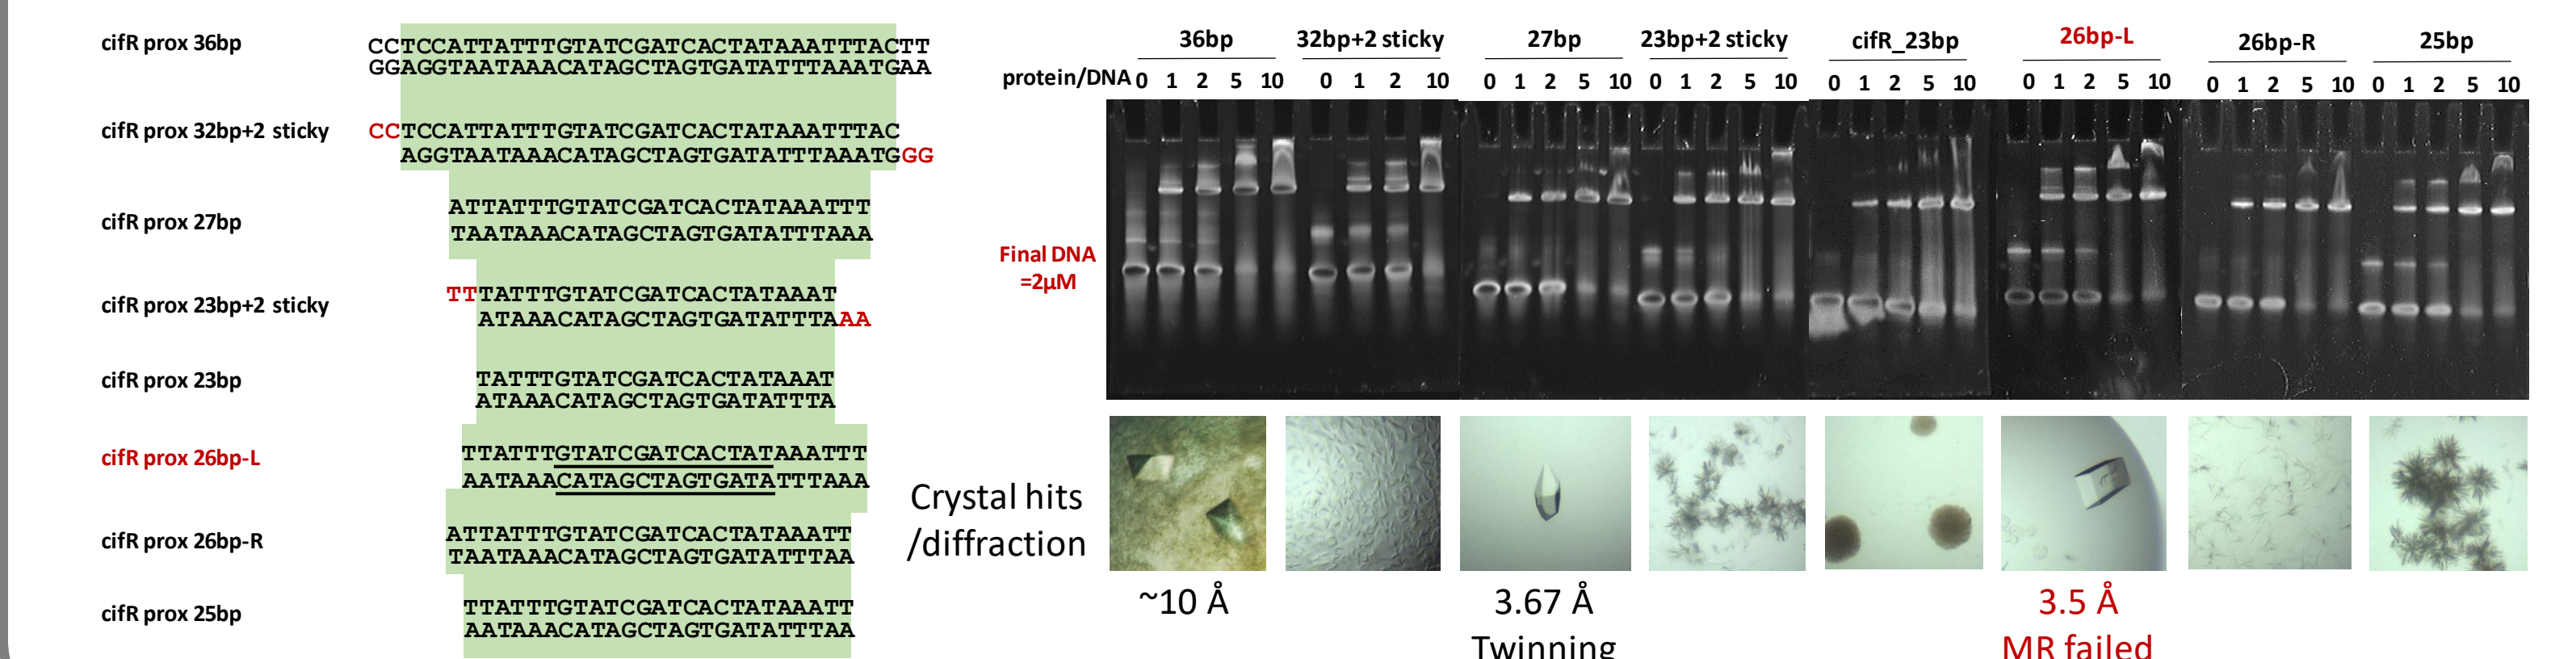 cifR prox 36bp
CCTCCATTATTTGTATCGATCACTATAAATTTACTT
GGAGGTAATAAACATAGCTAGTGATATTTAAATGAA
cifR prox 32bp+2 sticky
CCTCCATTATTTGTATCGATCACTATAAATTTAC
AGGTAATAAACATAGCTAGTGATATTTAAATGGG
cifR prox 27bp
ATTATTTGTATCGATCACTATAAATTT
TAATAAACATAGCTAGTGATATTTAAA
cifR prox 23bp+2 sticky
TTTATTTGTATCGATCACTATAAAT
ATAAACATAGCTAGTGATATTTAAA
cifR prox 23bp
TATTTGTATCGATCACTATAAAT
ATAAACATAGCTAGTGATATTTA
cifR prox 26bp-L
TTATTTGTATCGATCACTATAAATTT
AATAAACATAGCTAGTGATATTTAAA
cifR prox 26bp-R
ATTATTTGTATCGATCACTATAAATT
TAATAAACATAGCTAGTGATATTTAA
cifR prox 25bp
TTATTTGTATCGATCACTATAAATT
AATAAACATAGCTAGTGATATTTAA
36bp 32bp+2 sticky 27bp 23bp+2 sticky cifR_23bp 26bp-L 26bp-R 25bp
protein/DNA 0 1 2 5 10 0 1 2 10 0 1 2 5 10 0 1 2 5 10 0 1 2 5 10 0 1 2 5 10 0 1 2 5 10 0 1 2 5 10
Final DNA
=2μM
Crystal hits
/diffraction
~10 Å 3.67 Å 3.5 Å
Twinning MR failed